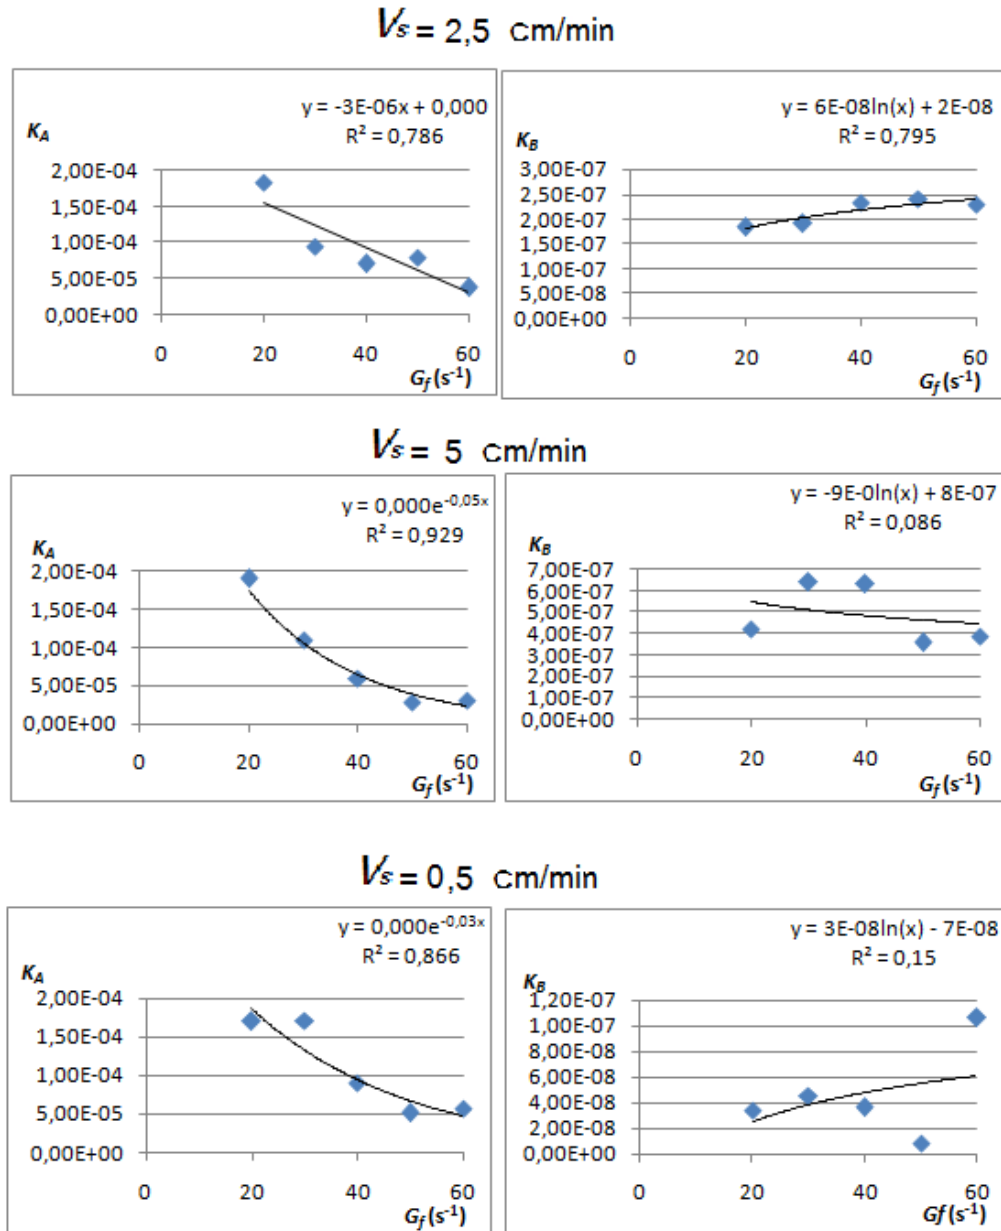 Vs = 2,5 cm/min
y = -3E-06x + 0,000
R² = 0,786
KA
2,00E-04
1,50E-04
1,00E-04
5,00E-05
0,00E+00
0 20 40 60
Gf (s-1)
y = 6E-08ln(x) + 2E-08
R² = 0,795
KB
3,00E-07
2,50E-07
2,00E-07
1,50E-07
1,00E-07
5,00E-08
0,00E+00
0 20 40 60
Gf (s-1)
Vs = 5 cm/min
y = 0,000e-0,05x
R² = 0,929
KA
2,00E-04
1,50E-04
1,00E-04
5,00E-05
0,00E+00
0 20 40 60
Gf (s-1)
y = -9E-0ln(x) + 8E-07
R² = 0,086
KB
7,00E-07
6,00E-07
5,00E-07
4,00E-07
3,00E-07
2,00E-07
1,00E-07
0,00E+00
0 20 40 60
Gf (s-1)
Vs = 0,5 cm/min
y = 0,000e-0,03x
R² = 0,866
KA
2,00E-04
1,50E-04
1,00E-04
5,00E-05
0,00E+00
0 20 40 60
Gf (s-1)
y = 3E-08ln(x) - 7E-08
R² = 0,15
KB
1,20E-07
1,00E-07
8,00E-08
6,00E-08
4,00E-08
2,00E-08
0,00E+00
0 20 40 60
Gf (s-1)